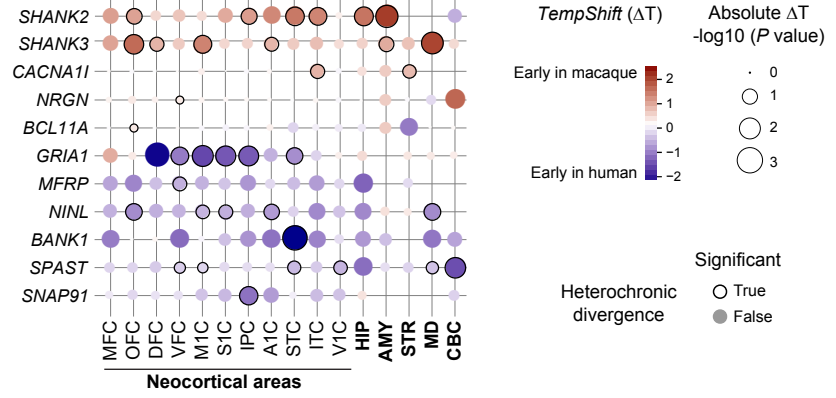 SHANK2
SHANK3
CACNA1I
NRGN
BCL11A
GRIA1
MFRP
NINL
BANK1
SPAST
SNAP91
MFC
OFC
DFC
VFC
M1C
S1C
IPC
A1C
STC
ITC
V1C
HIP
AMY
STR
MD
CBC
Neocortical areas
TempShift (ΔT)
Early in macaque
2
1
0
−1
−2
Early in human
Absolute ΔT
-log10 (P value)
0
1
2
3
Heterochronic
divergence
Significant
True
False